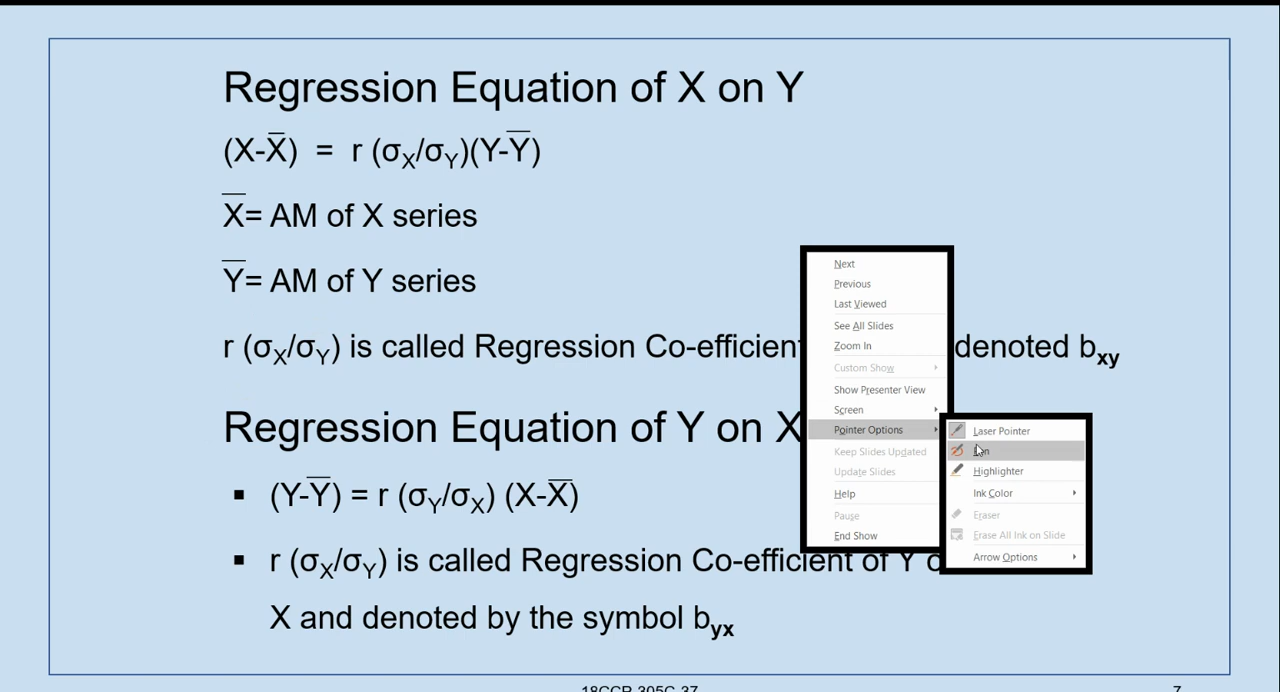 Regression Equation of X on Y
(X-X̅) = r (σX/σY)(Y-Y̅)
X̅= AM of X series
Y̅= AM of Y series
r (σX/σY) is called Regression Co-efficien denoted bxy
Regression Equation of Y on X
▪ (Y-Y̅) = r (σY/σX) (X-X̅)
▪ r (σX/σY) is called Regression Co-efficient of Y
X and denoted by the symbol byx
Next
Previous
Last Viewed
See All Slides
Zoom In
Custom Show
Show Presenter View
Screen
Pointer Options
Keep Slides Updated
Update Slides
Help
Pause
End Show
Laser Pointer
Highlighter
Ink Color
Eraser
Erase All Ink on Slide
Arrow Options
7